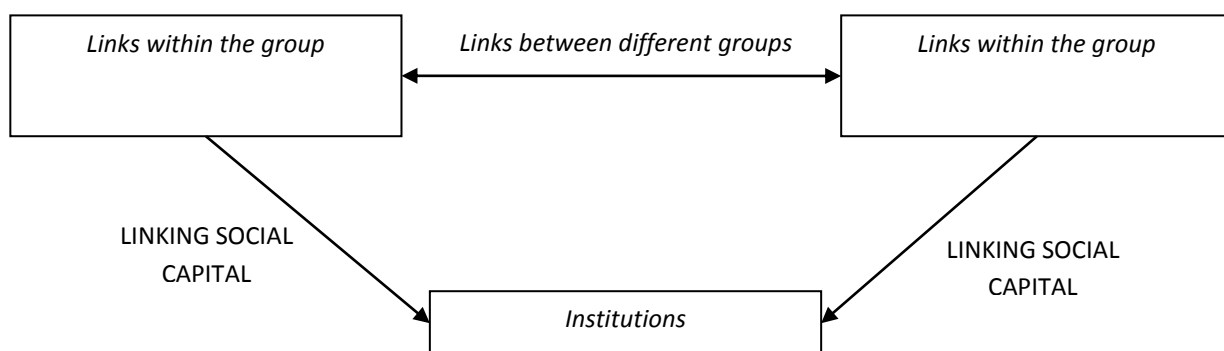 Links within the group
Links between different groups
Links within the group
LINKING SOCIAL
CAPITAL
LINKING SOCIAL
CAPITAL
Institutions